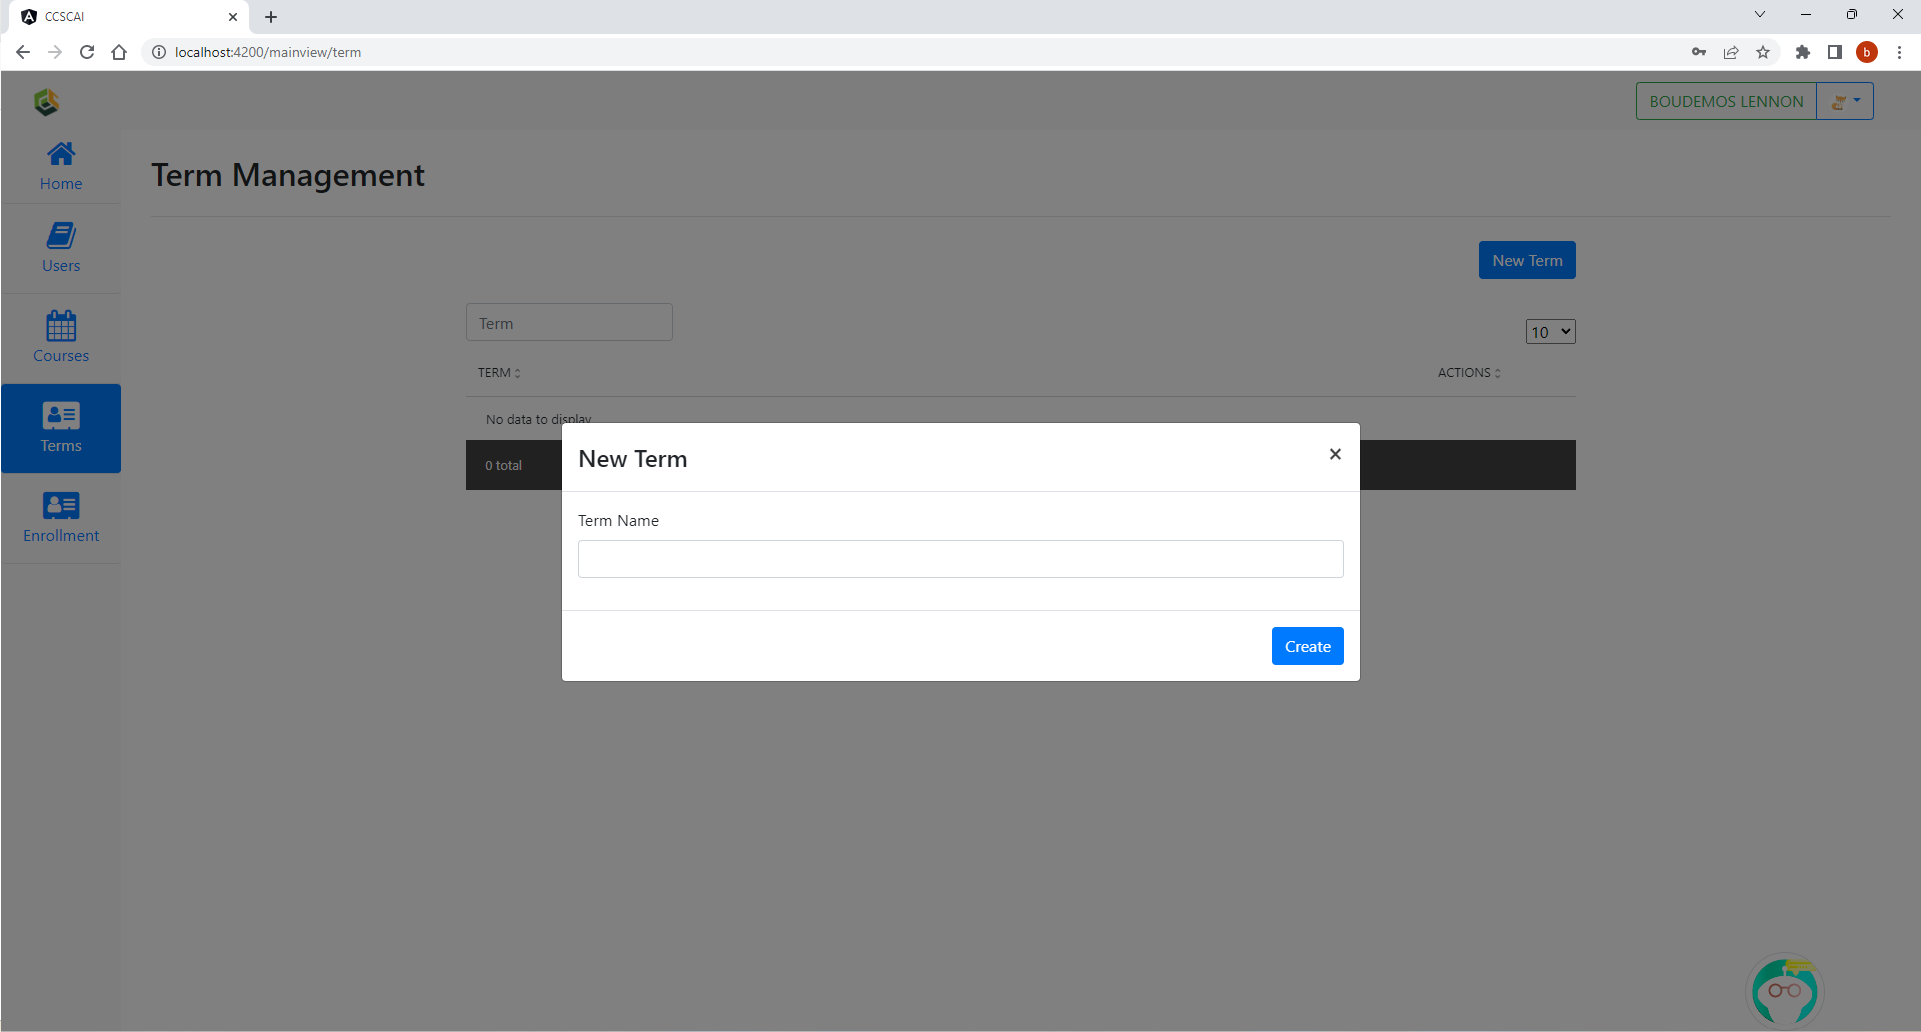 CCSCAI
localhost:4200/mainview/term
b
BOUDEMOS LENNON
Home
Users
Courses
Terms
Enrollment
Term Management
New Term
Term
10
TERM
ACTIONS
No data to display
0 total
New Term
×
Term Name
Create